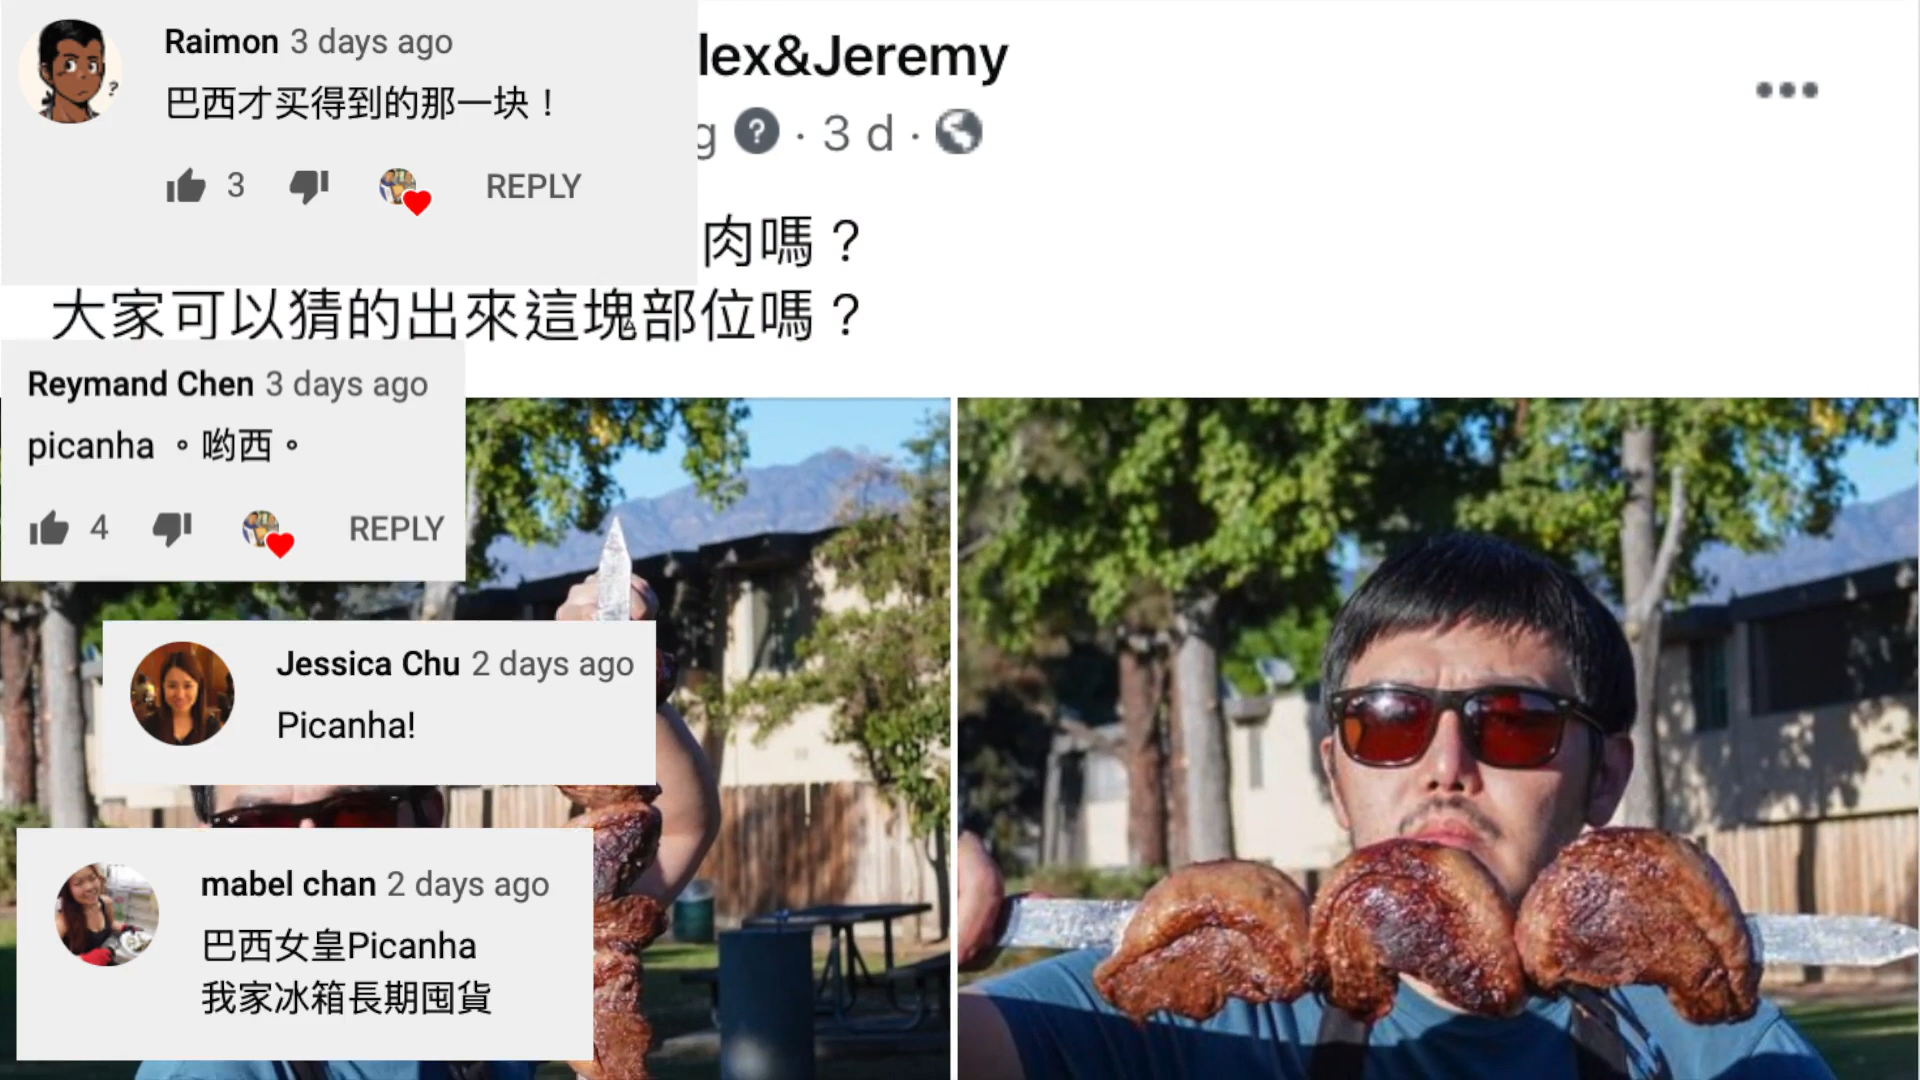 Raimon 3 days ago
巴西才买得到的那一块！
3 REPLY
lex&Jeremy
g · 3 d ·
肉嗎？
大家可以猜的出來這塊部位嗎？
Reymand Chen 3 days ago
picanha 。哟西。
4 REPLY
Jessica Chu 2 days ago
Picanha!
mabel chan 2 days ago
巴西女皇Picanha
我家冰箱長期囤貨